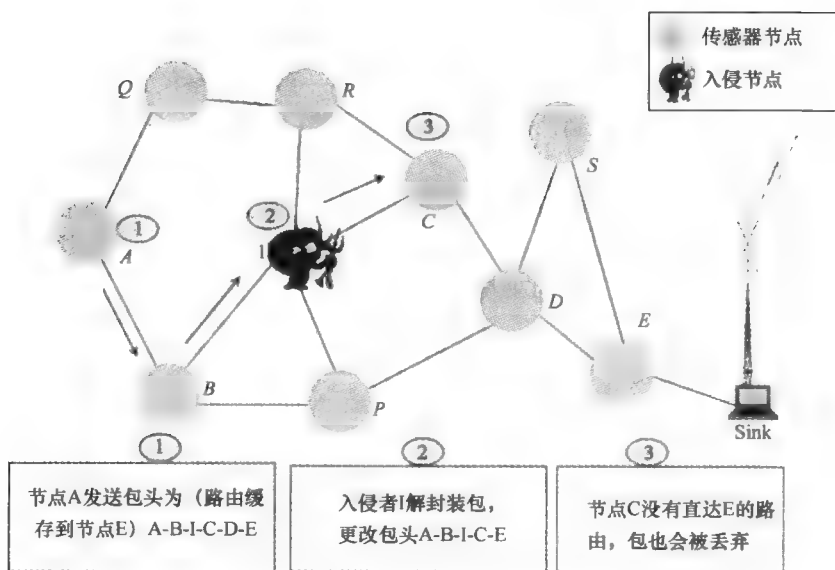 传感器节点
入侵节点
Q
R
3
S
1
A
2
1
C
D
E
B
P
Sink
1
2
3
节点A发送包头为（路由缓
存到节点E）A-B-I-C-D-E
入侵者I解封装包，
更改包头A-B-I-C-E
节点C没有直达E的路
由，包也会被丢弃